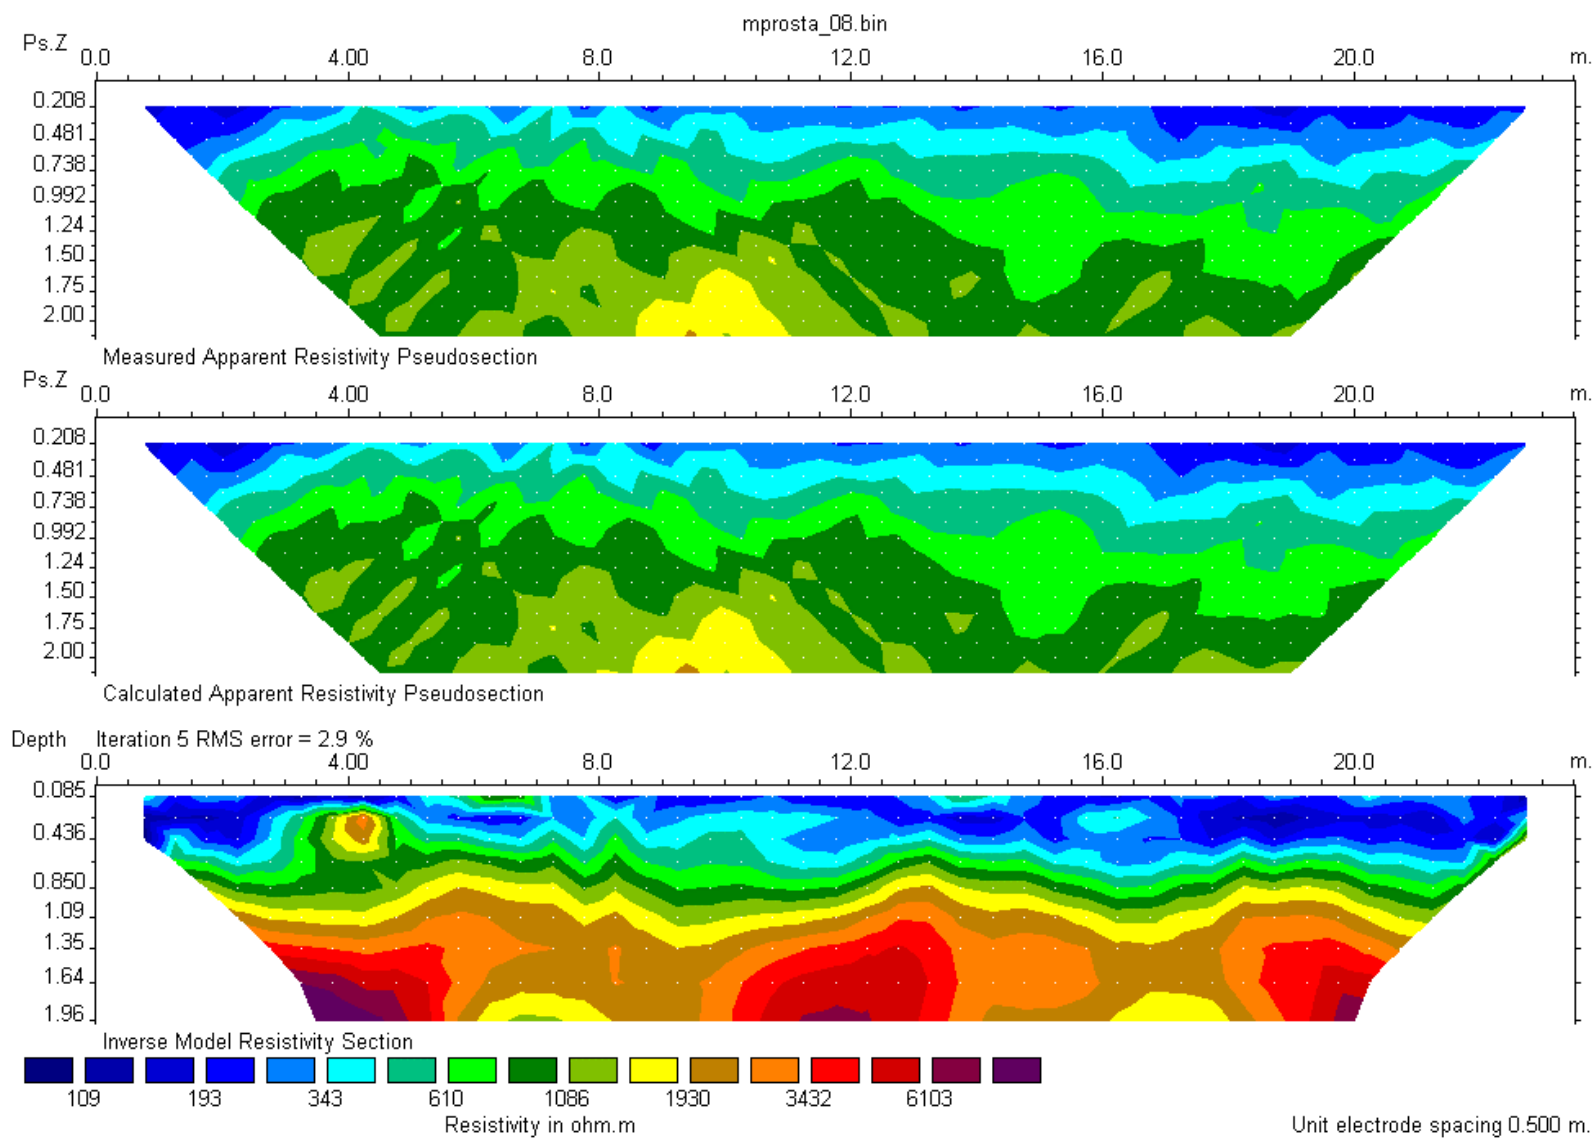 mprosta_08.bin
Ps.Z 0.0 4.00 8.0 12.0 16.0 20.0 m.
0.208
0.481
0.738
0.992
1.24
1.50
1.75
2.00
Measured Apparent Resistivity Pseudosection
Ps.Z 0.0 4.00 8.0 12.0 16.0 20.0 m.
0.208
0.481
0.738
0.992
1.24
1.50
1.75
2.00
Calculated Apparent Resistivity Pseudosection
Depth Iteration 5 RMS error = 2.9 %
0.0 4.00 8.0 12.0 16.0 20.0 m.
0.085
0.436
0.850
1.09
1.35
1.64
1.96
Inverse Model Resistivity Section
109 193 343 610 1086 1930 3432 6103
Resistivity in ohm.m
Unit electrode spacing 0.500 m.